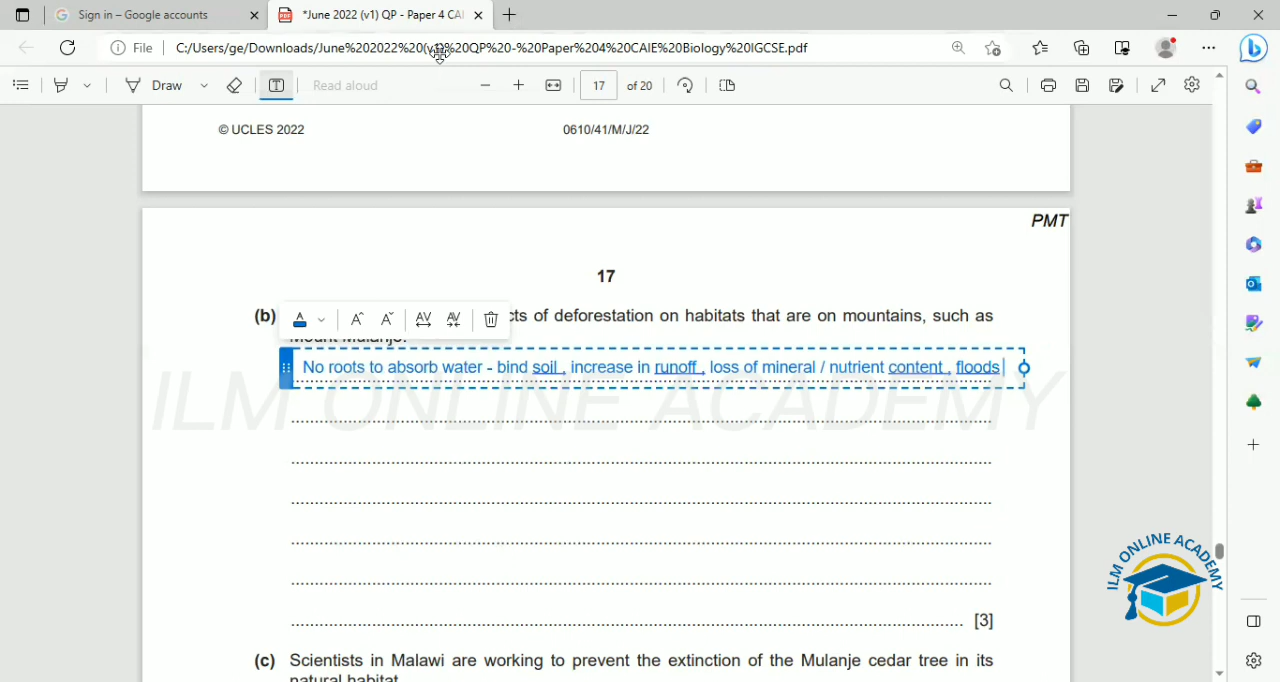 Sign in – Google accounts
*June 2022 (v1) QP - Paper 4 CAI
File
C:/Users/ge/Downloads/June%202022%20(v1)%20QP%20-%20Paper%204%20CAIE%20Biology%20IGCSE.pdf
Draw
Read aloud
17
of 20
© UCLES 2022
0610/41/M/J/22
PMT
17
(b)
cts of deforestation on habitats that are on mountains, such as
Mount Mulanje.
No roots to absorb water - bind soil , increase in runoff , loss of mineral / nutrient content , floods
ILM ONLINE ACADEMY
[3]
ILM ONLINE ACADEMY
(c) Scientists in Malawi are working to prevent the extinction of the Mulanje cedar tree in its
natural habitat.